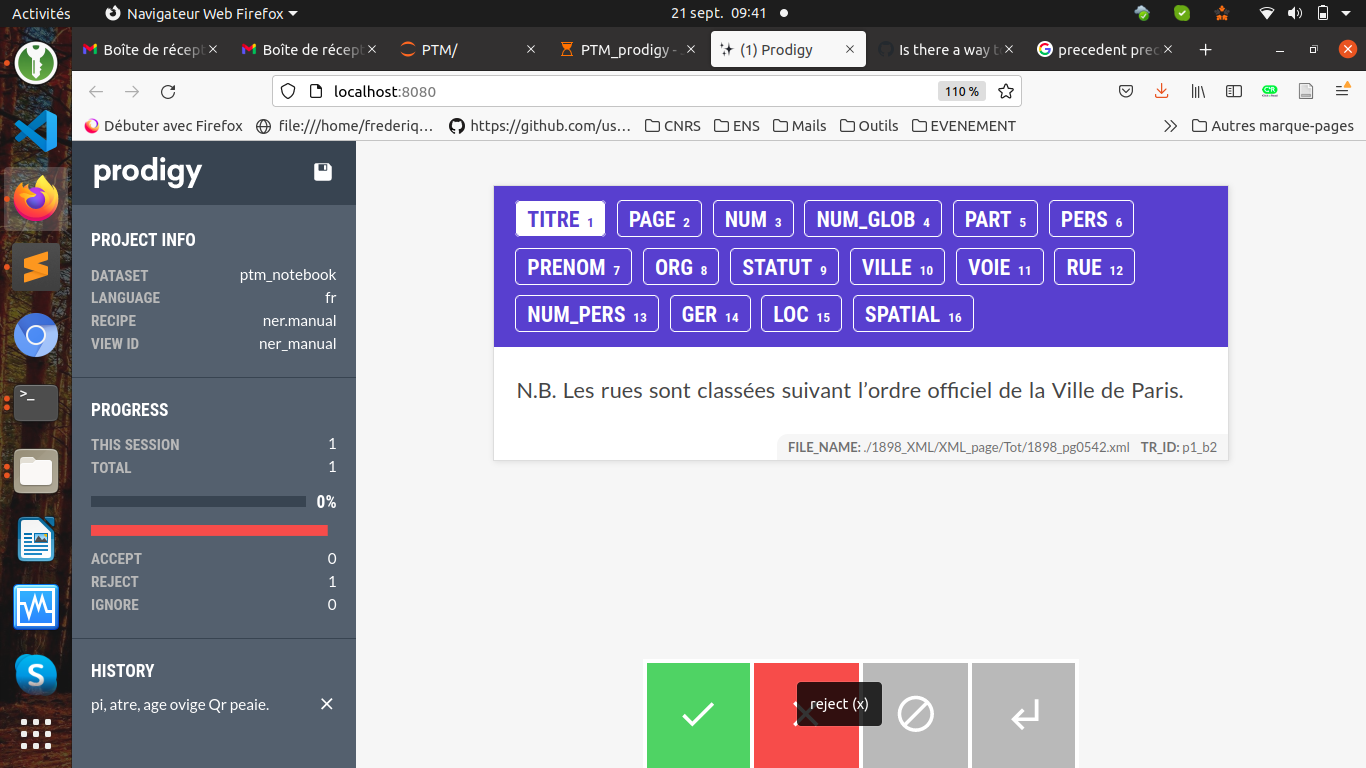 Activités Navigateur Web Firefox 21 sept. 09:41
Boîte de récept Boîte de récept PTM/ PTM_prodigy - (1) Prodigy Is there a way t precedent prec
localhost:8080 110 %
Débuter avec Firefox file:///home/frederiq… https://github.com/us… CNRS ENS Mails Outils EVENEMENT Autres marque-pages
prodigy
PROJECT INFO
DATASET ptm_notebook
LANGUAGE fr
RECIPE ner.manual
VIEW ID ner_manual
PROGRESS
THIS SESSION 1
TOTAL 1
0%
ACCEPT 0
REJECT 1
IGNORE 0
HISTORY
pi, atre, age ovige Qr peaie.
TITRE 1 PAGE 2 NUM 3 NUM_GLOB 4 PART 5 PERS 6
PRENOM 7 ORG 8 STATUT 9 VILLE 10 VOIE 11 RUE 12
NUM_PERS 13 GER 14 LOC 15 SPATIAL 16
N.B. Les rues sont classées suivant l’ordre officiel de la Ville de Paris.
FILE_NAME: ./1898_XML/XML_page/Tot/1898_pg0542.xml TR_ID: p1_b2
reject (x)